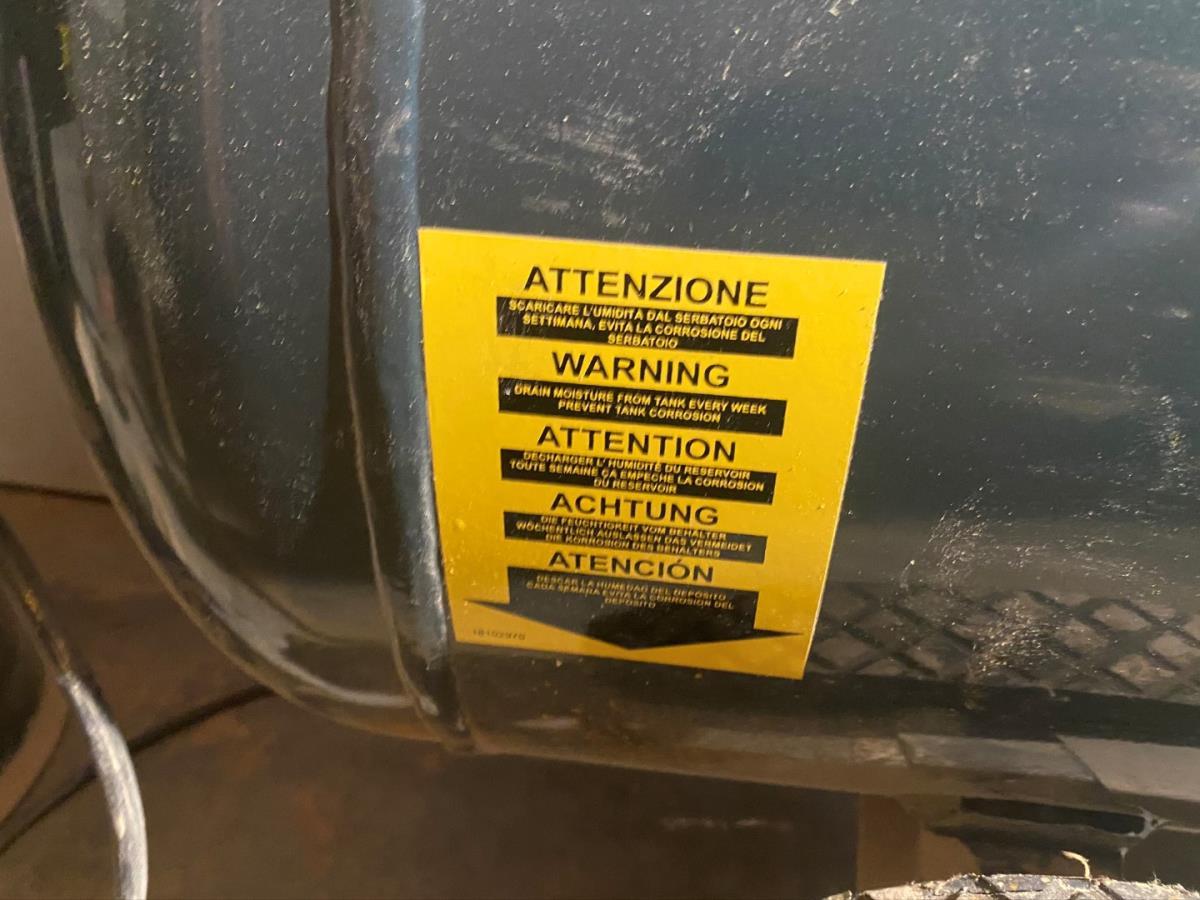 ATTENZIONE
SCARICARE L'UMIDITÀ DAL SERBATOIO OGNI
SETTIMANA, EVITA LA CORROSIONE DEL
SERBATOIO
WARNING
DRAIN MOISTURE FROM TANK EVERY WEEK
PREVENT TANK CORROSION
ATTENTION
DECHARGER L'HUMIDITÉ DU RESERVOIR
TOUTE SEMAINE ÇA EMPECHE LA CORROSION
DU RESERVOIR
ACHTUNG
DIE FEUCHTIGKEIT VOM BEHÄLTER
WÖCHENTLICH AUSLASSEN DAS VERMEIDET
DIE KORROSION DES BEHÄLTERS
ATENCIÓN
DESCAR LA HUMEDAD DEL DEPOSITO
CADA SEMANA EVITA LA CORROSION DEL
DEPOSITO